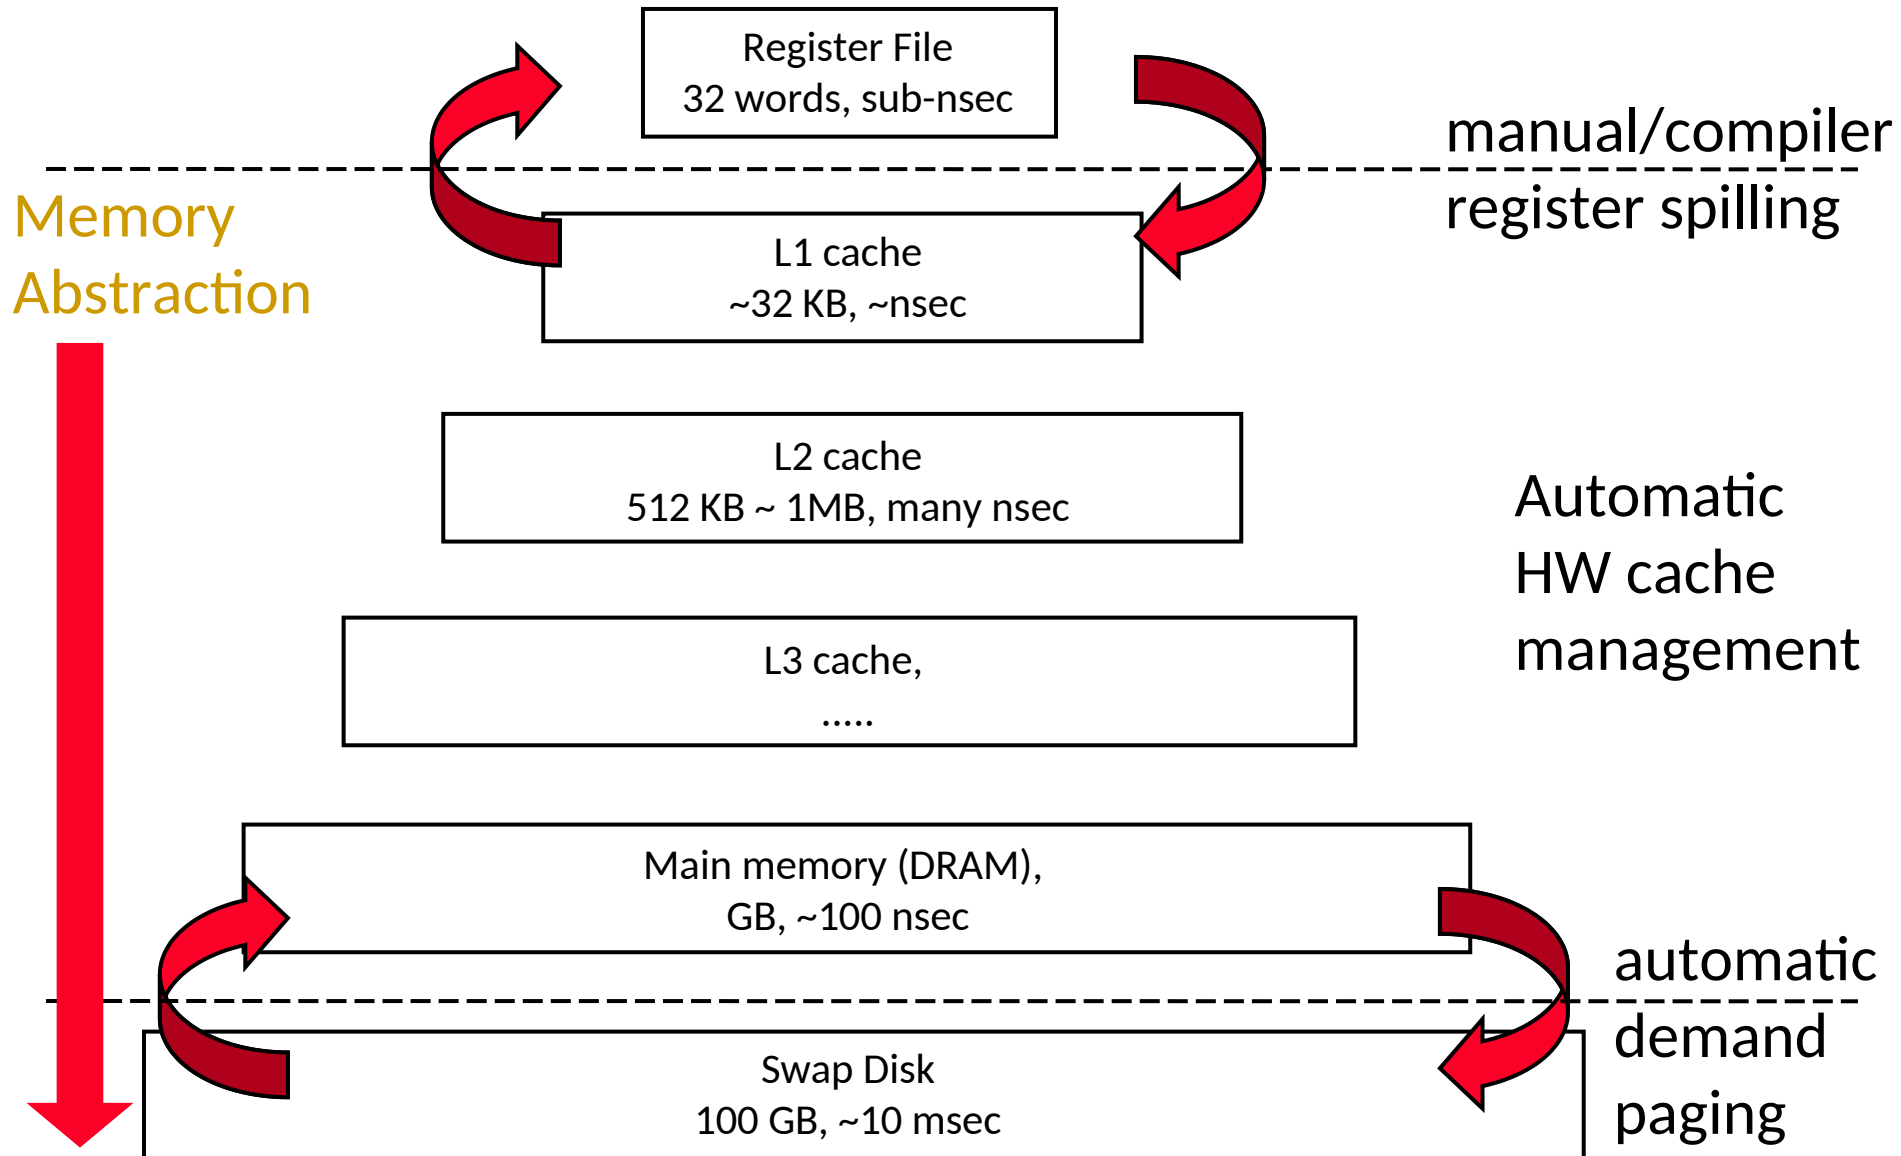 Register File
32 words, sub-nsec
manual/compiler
register spilling
Memory
Abstraction
L1 cache
~32 KB, ~nsec
L2 cache
512 KB ~ 1MB, many nsec
Automatic
HW cache
management
L3 cache,
.....
Main memory (DRAM),
GB, ~100 nsec
automatic
demand
paging
Swap Disk
100 GB, ~10 msec